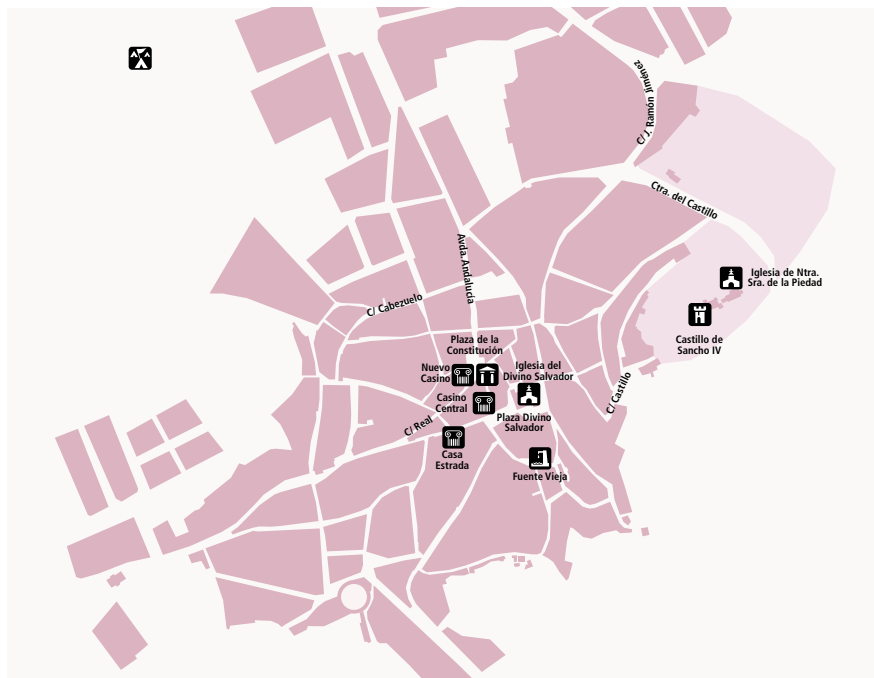 C/ J. Ramón Jiménez
Ctra. del Castillo
Avda. Andalucía
Iglesia de Ntra.
Sra. de la Piedad
C/ Cabezuelo
Castillo de
Sancho IV
Plaza de la
Constitución
Nuevo
Casino
Iglesia del
Divino Salvador
C/ Castillo
Casino
Central
Plaza Divino
Salvador
C/ Real
Casa
Estrada
Fuente Vieja